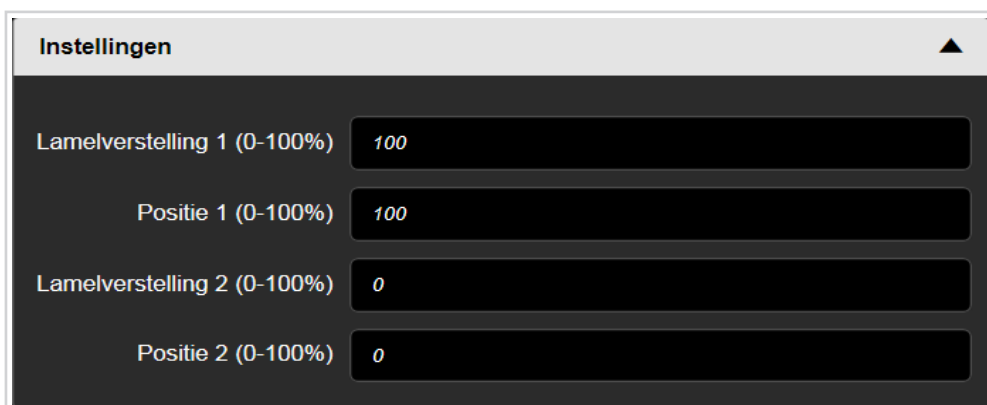 Instellingen
Lamelverstelling 1 (0-100%) 100
Positie 1 (0-100%) 100
Lamelverstelling 2 (0-100%) 0
Positie 2 (0-100%) 0